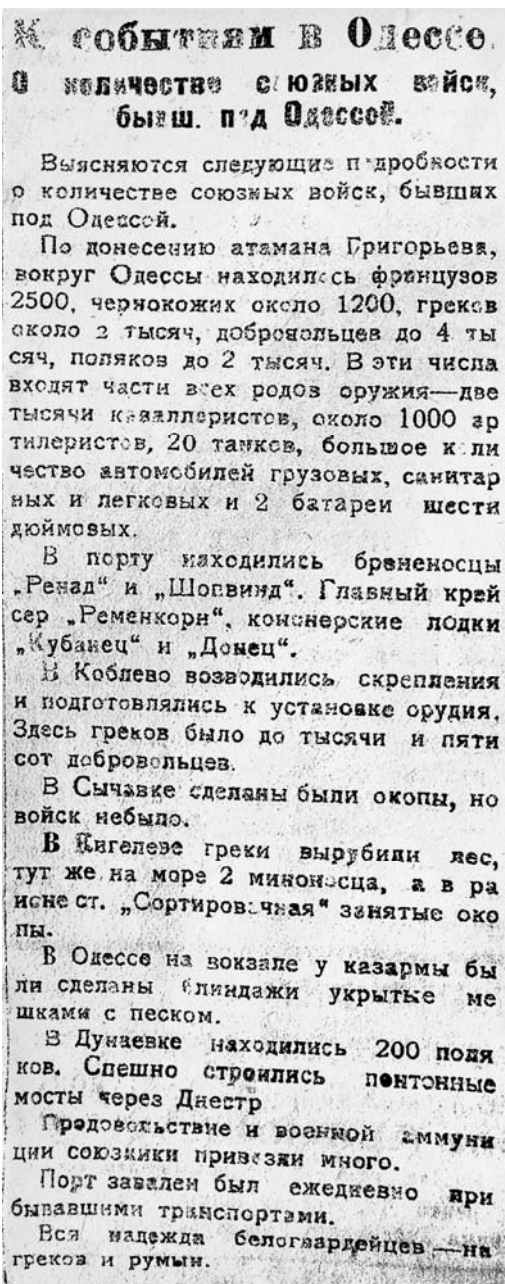 К событиям в Одессе.
О количестве союзных войск,
бывш. под Одессой.
Выясняются следующие подробности
о количестве союзных войск, бывших
под Одессой.
По донесению атамана Григорьева,
вокруг Одессы находилось французов
2500, чернокожих около 1200, греков
около 2 тысяч, добровольцев до 4 ты
сяч, поляков до 2 тысяч. В эти числа
входят части всех родов оружия—две
тысячи каваллеристов, около 1000 ар
тилеристов, 20 танков, большое коли
чество автомобилей грузовых, санитар
ных и легковых и 2 батареи шести
дюймовых.
В порту находились броненосцы
„Ренад“ и „Шопвинд“. Главный крей
сер „Ременкорн“, кононерские лодки
„Кубанец“ и „Донец“.
В Коблево возводились скрепления
и подготовлялись к установке орудия.
Здесь греков было до тысячи и пяти
сот добровольцев.
В Сычавке сделаны были окопы, но
войск небыло.
В греки вырубили лес,
тут же на море 2 миноносца, а в ра
ионе ст. „Сортировочная“ занятые око
пы.
В Одессе на вокзале у казармы бы
ли сделаны блиндажи укрытые ме
шками с песком.
В Дунаевке находились 200 поля
ков. Спешно строились понтонные
мосты через Днестр
Продовольствие и военной аммуни
ции союзники привезли много.
Порт завален был ежедневно при
бывавшими транспортами.
Вся надежда белогвардейцев—на
греков и румын.